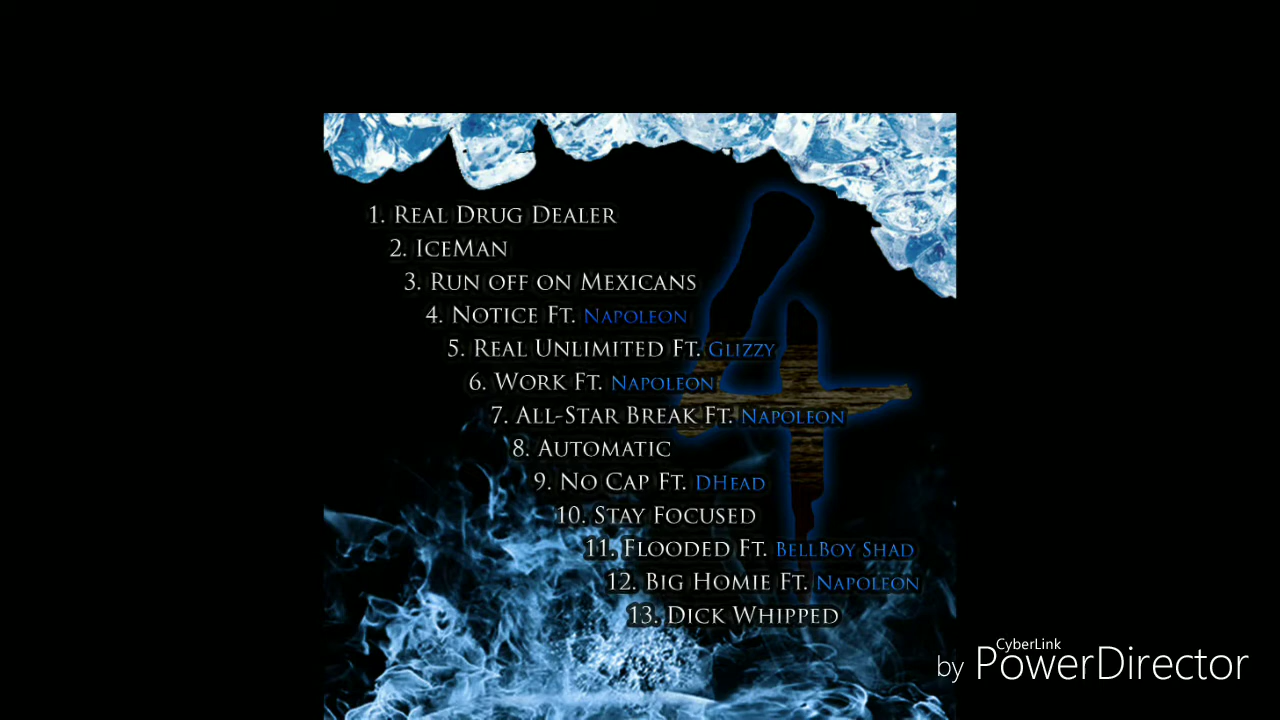 1. Real Drug Dealer
2. IceMan
3. Run off on Mexicans
4. Notice Ft. Napoleon
5. Real Unlimited Ft. Glizzy
6. Work Ft. Napoleon
7. All-Star Break Ft. Napoleon
8. Automatic
9. No Cap Ft. DHead
10. Stay Focused
11. Flooded Ft. BellBoy Shad
12. Big Homie Ft. Napoleon
13. Dick Whipped
4
CyberLink
by PowerDirector